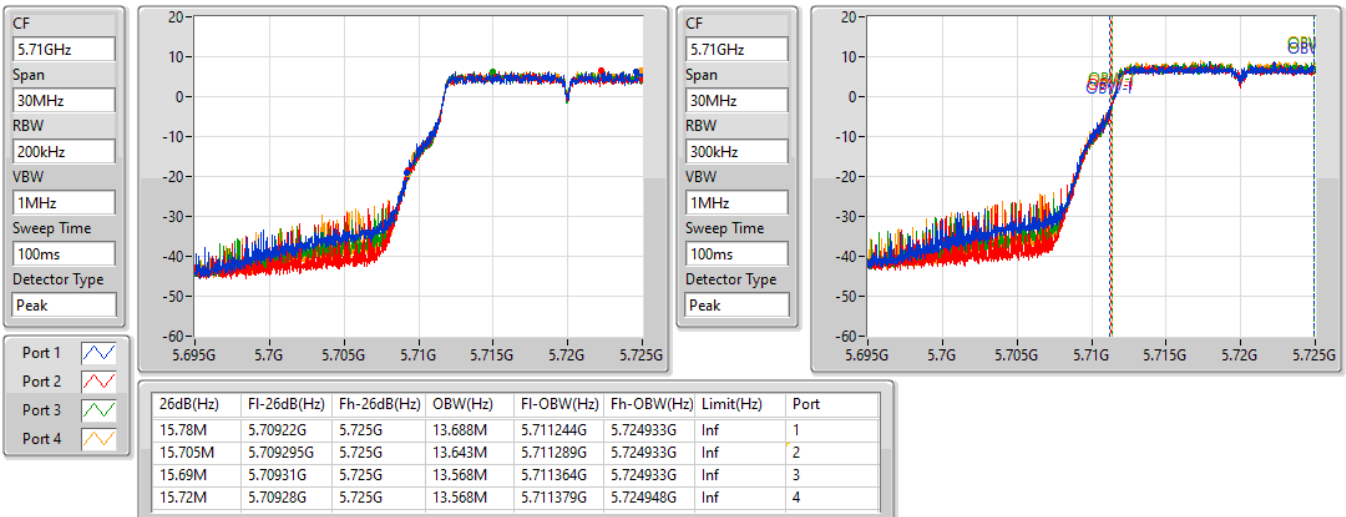 CF
5.71GHz
Span
30MHz
RBW
200kHz
VBW
1MHz
Sweep Time
100ms
Detector Type
Peak
20
10
0
-10
-20
-30
-40
-50
-60
5.695G 5.7G 5.705G 5.71G 5.715G 5.72G 5.725G
CF
5.71GHz
Span
30MHz
RBW
300kHz
VBW
1MHz
Sweep Time
100ms
Detector Type
Peak
20
10
0
-10
-20
-30
-40
-50
-60
5.695G 5.7G 5.705G 5.71G 5.715G 5.72G 5.725G
Port 1
Port 2
Port 3
Port 4
26dB(Hz) Fl-26dB(Hz) Fh-26dB(Hz) OBW(Hz) Fl-OBW(Hz) Fh-OBW(Hz) Limit(Hz) Port
15.78M 5.70922G 5.725G 13.688M 5.711244G 5.724933G Inf 1
15.705M 5.709295G 5.725G 13.643M 5.711289G 5.724933G Inf 2
15.69M 5.70931G 5.725G 13.568M 5.711364G 5.724933G Inf 3
15.72M 5.70928G 5.725G 13.568M 5.711379G 5.724948G Inf 4